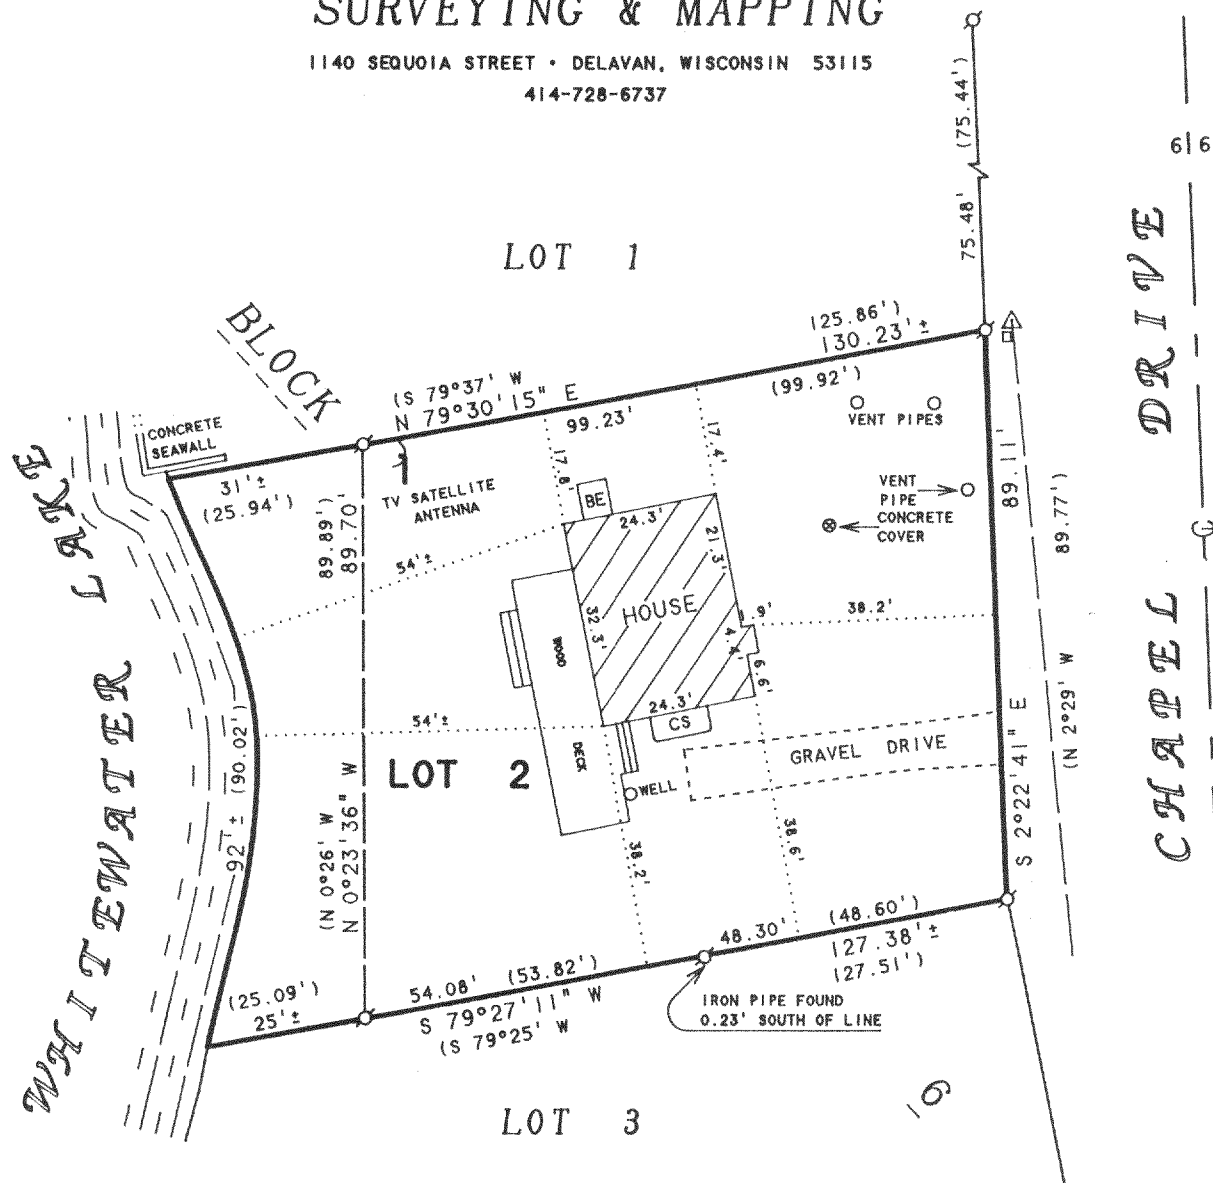 SURVEYING & MAPPING
1140 SEQUOIA STREET • DELAVAN, WISCONSIN 53115
414-728-6737
(75.44')
75.48'
6|6
LOT 1
BLOCK
(125.86')
130.23'±
(S 79°37' W
N 79°30'15" E
99.23'
(99.92')
CONCRETE
SEAWALL
31'±
(25.94')
TV SATELLITE
ANTENNA
17.8'
17.4'
VENT PIPES
VENT
PIPE
CONCRETE
COVER
89.11'
89.77')
89.89')
89.70'
54'±
BE
24.3'
21.3'
HOUSE
32.3'
.9'
4.4'
6.6'
38.2'
WOOD
DECK
24.3'
CS
54'±
LOT 2
WELL
GRAVEL DRIVE
S 2°22'41" E
(N 2°29' W
(N 0°26' W
N 0°23'36" W
92'± (90.02')
38.2'
38.6'
48.30'
(48.60')
127.38'±
(127.51')
(25.09')
25'±
54.08' (53.82')
S 79°27'11" W
(S 79°25' W
IRON PIPE FOUND
0.23' SOUTH OF LINE
LOT 3
6
WHITEWATER LAKE
CHAPEL DRIVE